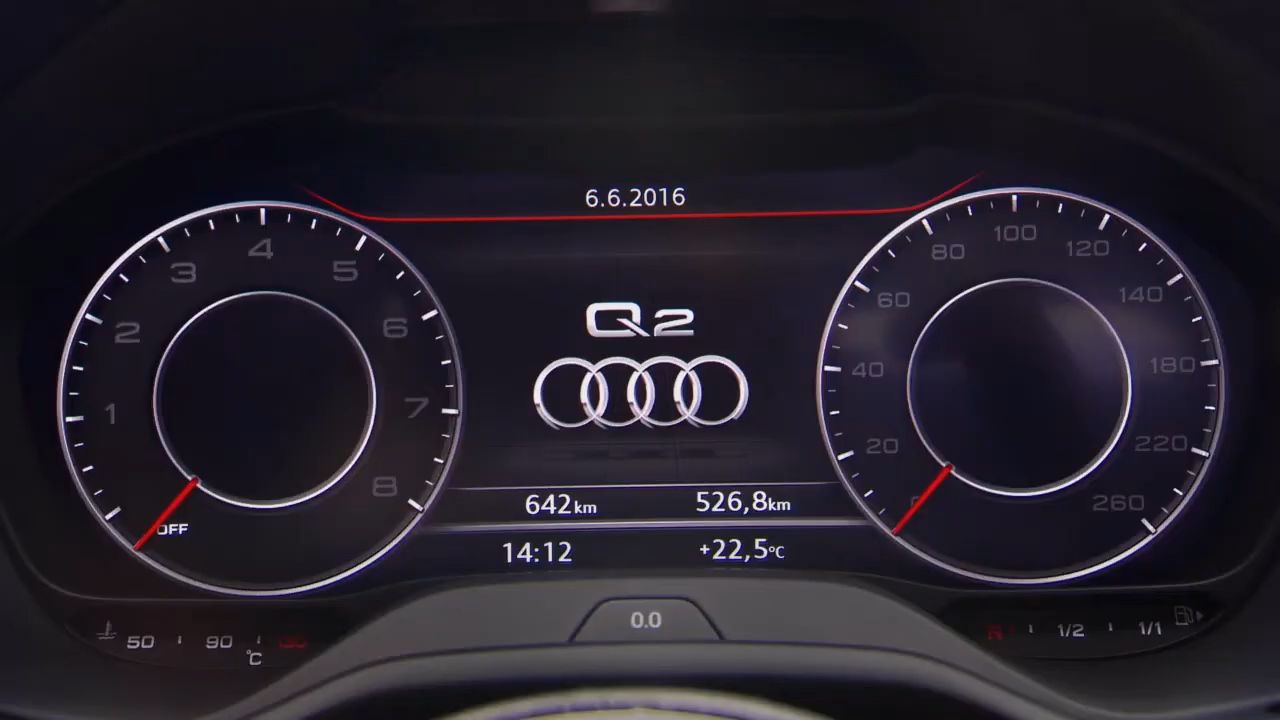 6.6.2016
1 2 3 4 5 6 7 8
OFF
20 40 60 80 100 120 140 180 220 260
Q2
642km 526,8km
14:12 +22,5°C
0.0
50 90 130
°C
R 1/2 1/1